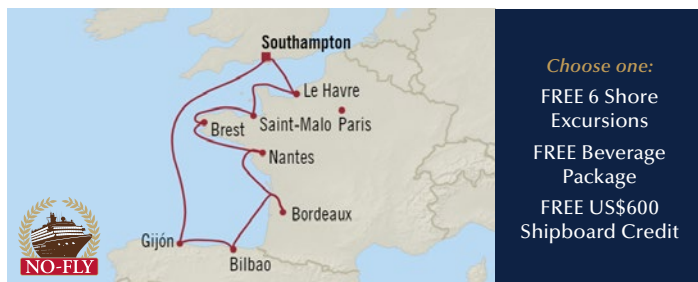 Southampton
Le Havre
Saint-Malo
Paris
Brest
Nantes
Bordeaux
Gijón
Bilbao
NO-FLY
Choose one:
FREE 6 Shore
Excursions
FREE Beverage
Package
FREE US$600
Shipboard Credit